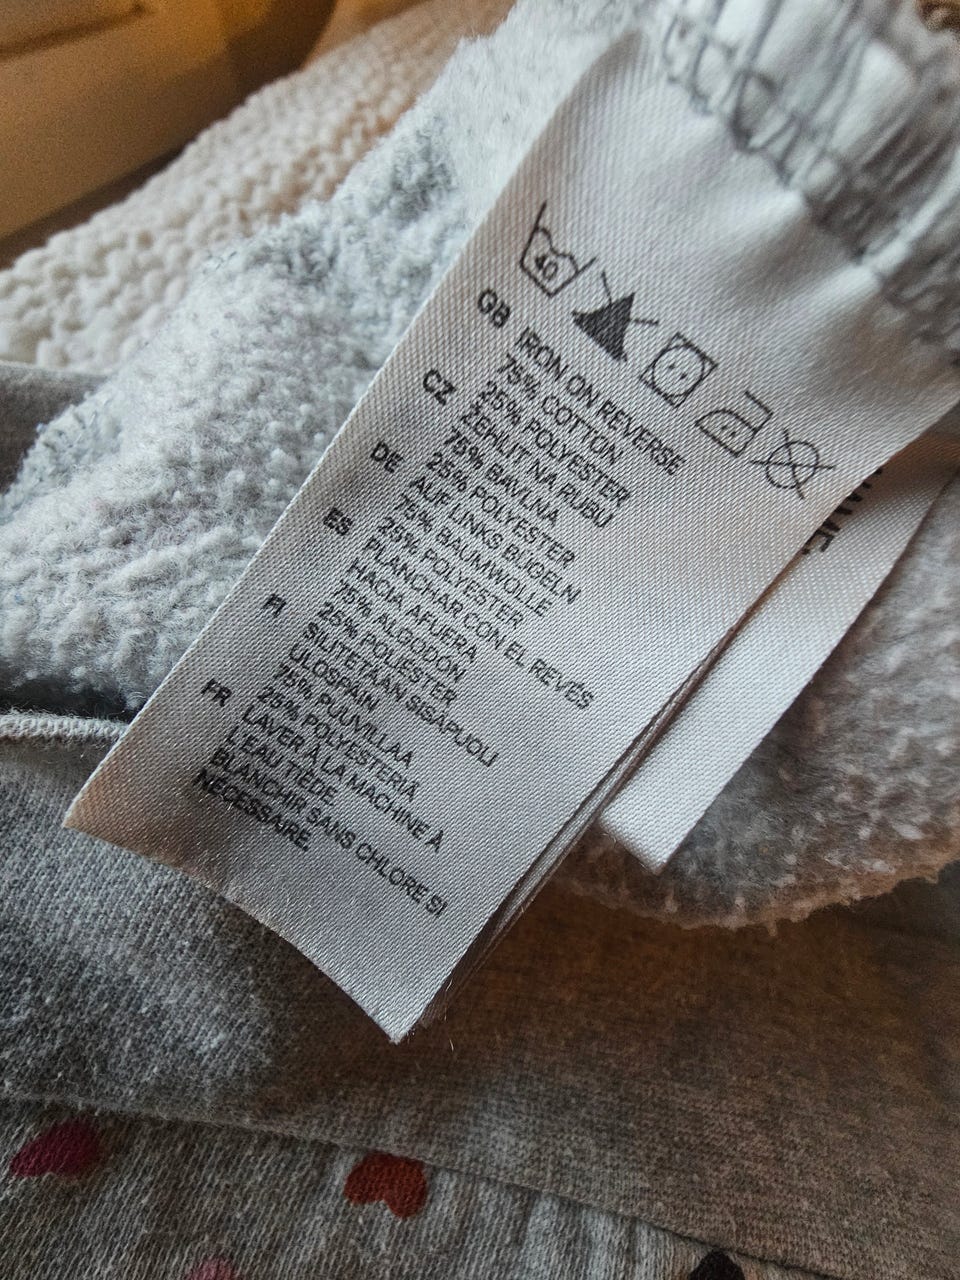 40
GB IRON ON REVERSE
75% COTTON
25% POLYESTER
CZ ŽEHLIT NA RUBU
75% BAVLNA
25% POLYESTER
DE AUF LINKS BÜGELN
75% BAUMWOLLE
25% POLYESTER
ES PLANCHAR CON EL REVÉS
HACIA AFUERA
75% ALGODÓN
25% POLIÉSTER
FI SILITETÄÄN SISÄPUOLI
ULOSPÄIN
75% PUUVILLAA
25% POLYESTERIÄ
FR LAVER À LA MACHINE À
L'EAU TIÈDE
BLANCHIR SANS CHLORE SI
NÉCESSAIRE